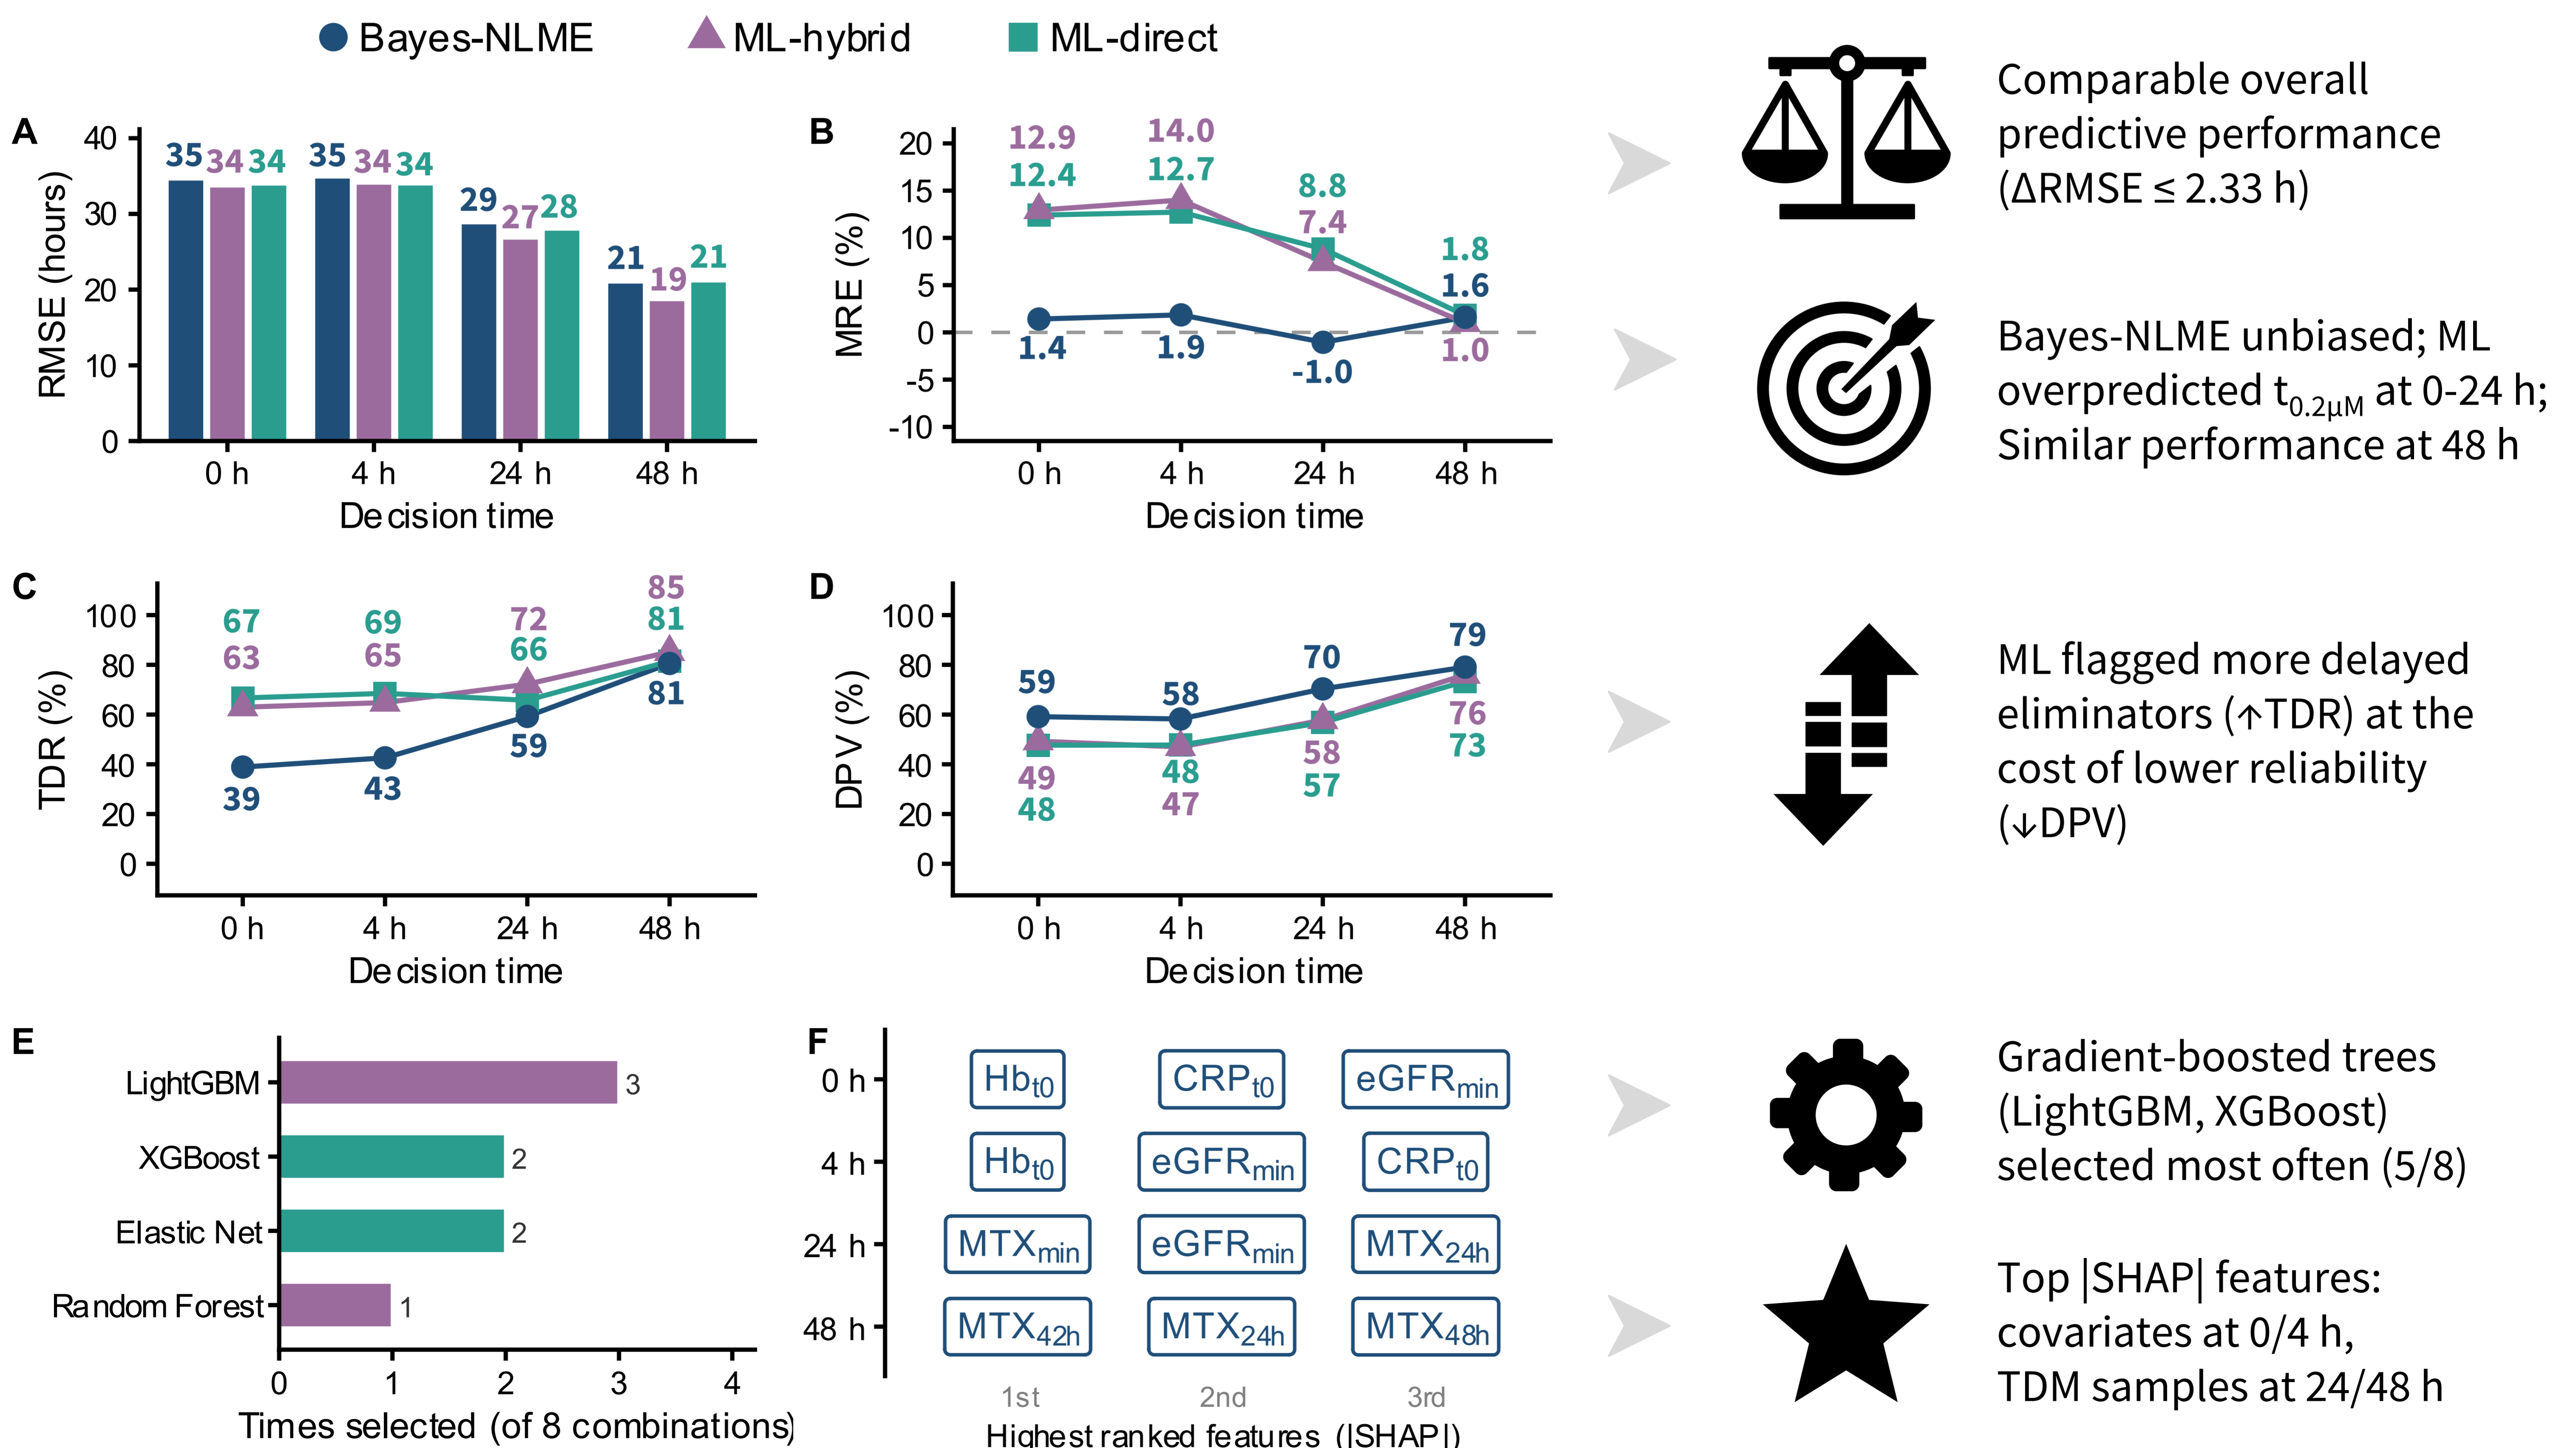 Bayes-NLME
ML-hybrid
ML-direct
A
RMSE (hours)
40
30
20
10
0
35
34
34
35
34
34
29
27
28
21
19
21
0 h
4 h
24 h
48 h
Decision time
B
MRE (%)
20
15
10
5
0
-5
-10
12.9
12.4
14.0
12.7
8.8
7.4
1.8
1.6
1.4
1.9
-1.0
1.0
0 h
4 h
24 h
48 h
Decision time
Comparable overall
predictive performance
(ΔRMSE ≤ 2.33 h)
Bayes-NLME unbiased; ML
overpredicted t0.2µM at 0-24 h;
Similar performance at 48 h
C
TDR (%)
100
80
60
40
20
0
67
63
69
65
72
66
85
81
39
43
59
81
0 h
4 h
24 h
48 h
Decision time
D
DPV (%)
100
80
60
40
20
0
59
58
70
79
49
48
48
47
58
57
76
73
0 h
4 h
24 h
48 h
Decision time
ML flagged more delayed
eliminators (↑TDR) at the
cost of lower reliability
(↓DPV)
E
LightGBM
3
XGBoost
2
Elastic Net
2
Random Forest
1
0
1
2
3
4
Times selected (of 8 combinations)
F
0 h
Hbt0
CRPt0
eGFRmin
4 h
Hbt0
eGFRmin
CRPt0
24 h
MTXmin
eGFRmin
MTX24h
48 h
MTX42h
MTX24h
MTX48h
1st
2nd
3rd
Highest ranked features (|SHAP|)
Gradient-boosted trees
(LightGBM, XGBoost)
selected most often (5/8)
Top |SHAP| features:
covariates at 0/4 h,
TDM samples at 24/48 h